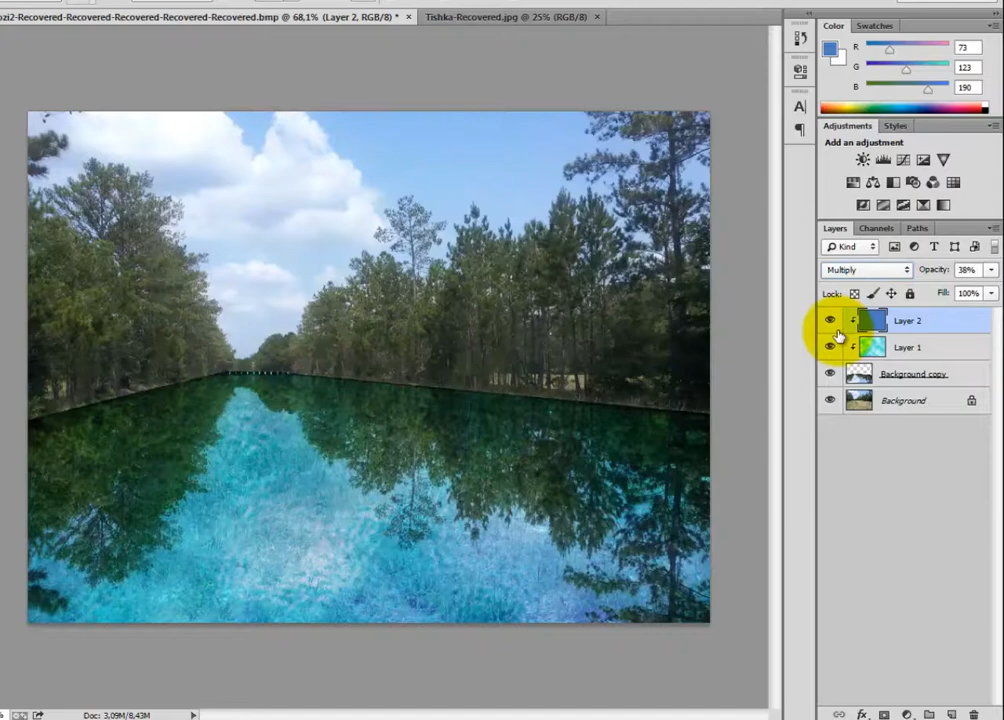 ozi2-Recovered-Recovered-Recovered-Recovered-Recovered.bmp @ 68,1% (Layer 2, RGB/8) * ×
Tishka-Recovered.jpg @ 25% (RGB/8) ×
Color Swatches
R 73
G 123
B 190
A
Adjustments Styles
Add an adjustment
Layers Channels Paths
Kind T
Multiply Opacity: 38%
Lock: Fill: 100%
Layer 2
Layer 1
Background copy
Background
% Doc: 3,09M/8,43M fx